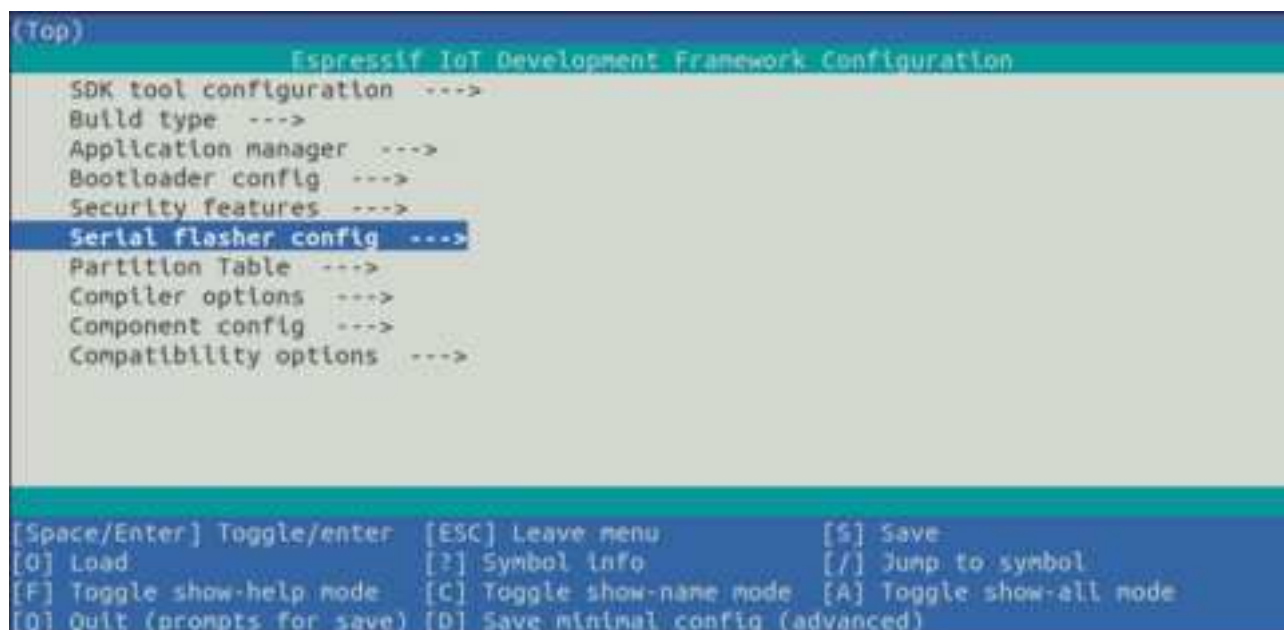 (Top)
Espressif IoT Development Framework Configuration
SDK tool configuration --->
Build type --->
Application manager --->
Bootloader config --->
Security features --->
Serial flasher config --->
Partition Table --->
Compiler options --->
Component config --->
Compatibility options --->
[Space/Enter] Toggle/enter [ESC] Leave menu [S] Save
[O] Load [?] Symbol info [/] Jump to symbol
[F] Toggle show-help mode [C] Toggle show-name mode [A] Toggle show-all mode
[Q] Quit (prompts for save) [D] Save minimal config (advanced)